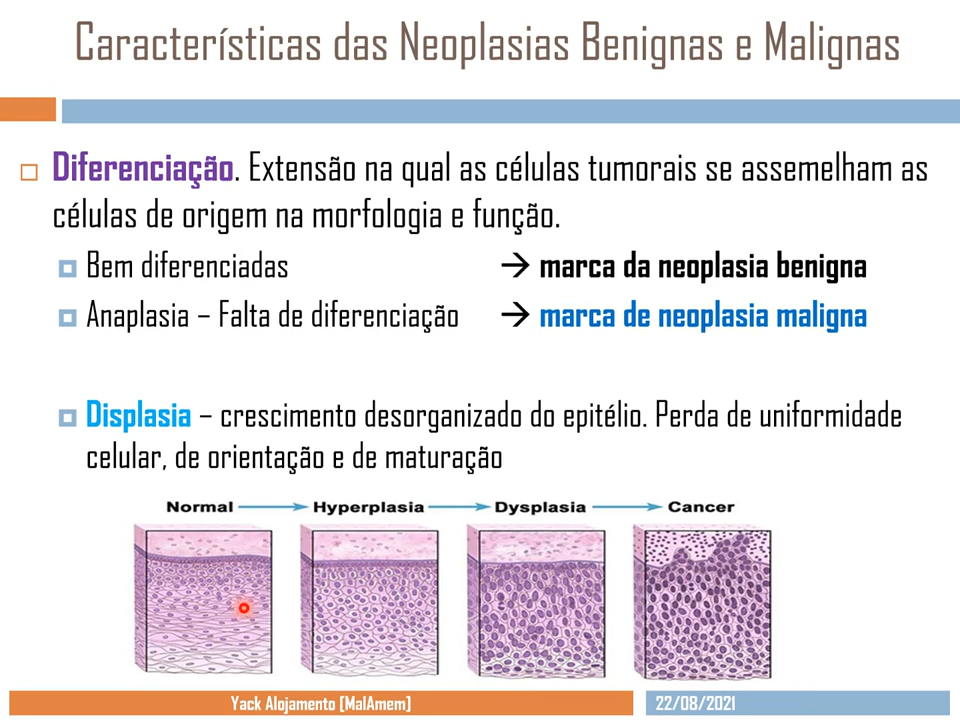 Características das Neoplasias Benignas e Malignas
Diferenciação. Extensão na qual as células tumorais se assemelham as
células de origem na morfologia e função.
Bem diferenciadas → marca da neoplasia benigna
Anaplasia – Falta de diferenciação → marca de neoplasia maligna
Displasia – crescimento desorganizado do epitélio. Perda de uniformidade
celular, de orientação e de maturação
Normal → Hyperplasia → Dysplasia → Cancer
Yack Alojamento [MalAmem] 22/08/2021